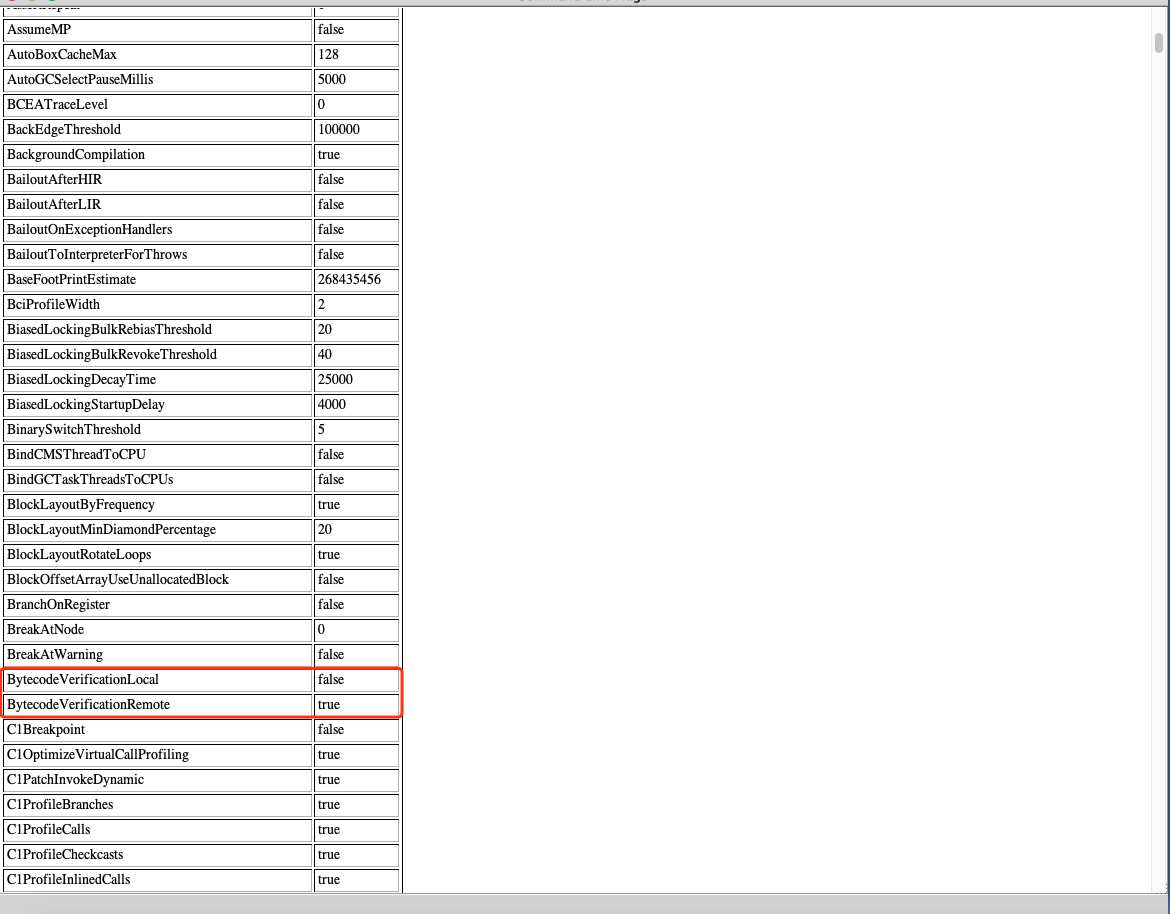 AssumeMP false
AutoBoxCacheMax 128
AutoGCSelectPauseMillis 5000
BCEATraceLevel 0
BackEdgeThreshold 100000
BackgroundCompilation true
BailoutAfterHIR false
BailoutAfterLIR false
BailoutOnExceptionHandlers false
BailoutToInterpreterForThrows false
BaseFootPrintEstimate 268435456
BciProfileWidth 2
BiasedLockingBulkRebiasThreshold 20
BiasedLockingBulkRevokeThreshold 40
BiasedLockingDecayTime 25000
BiasedLockingStartupDelay 4000
BinarySwitchThreshold 5
BindCMSThreadToCPU false
BindGCTaskThreadsToCPUs false
BlockLayoutByFrequency true
BlockLayoutMinDiamondPercentage 20
BlockLayoutRotateLoops true
BlockOffsetArrayUseUnallocatedBlock false
BranchOnRegister false
BreakAtNode 0
BreakAtWarning false
BytecodeVerificationLocal false
BytecodeVerificationRemote true
C1Breakpoint false
C1OptimizeVirtualCallProfiling true
C1PatchInvokeDynamic true
C1ProfileBranches true
C1ProfileCalls true
C1ProfileCheckcasts true
C1ProfileInlinedCalls true